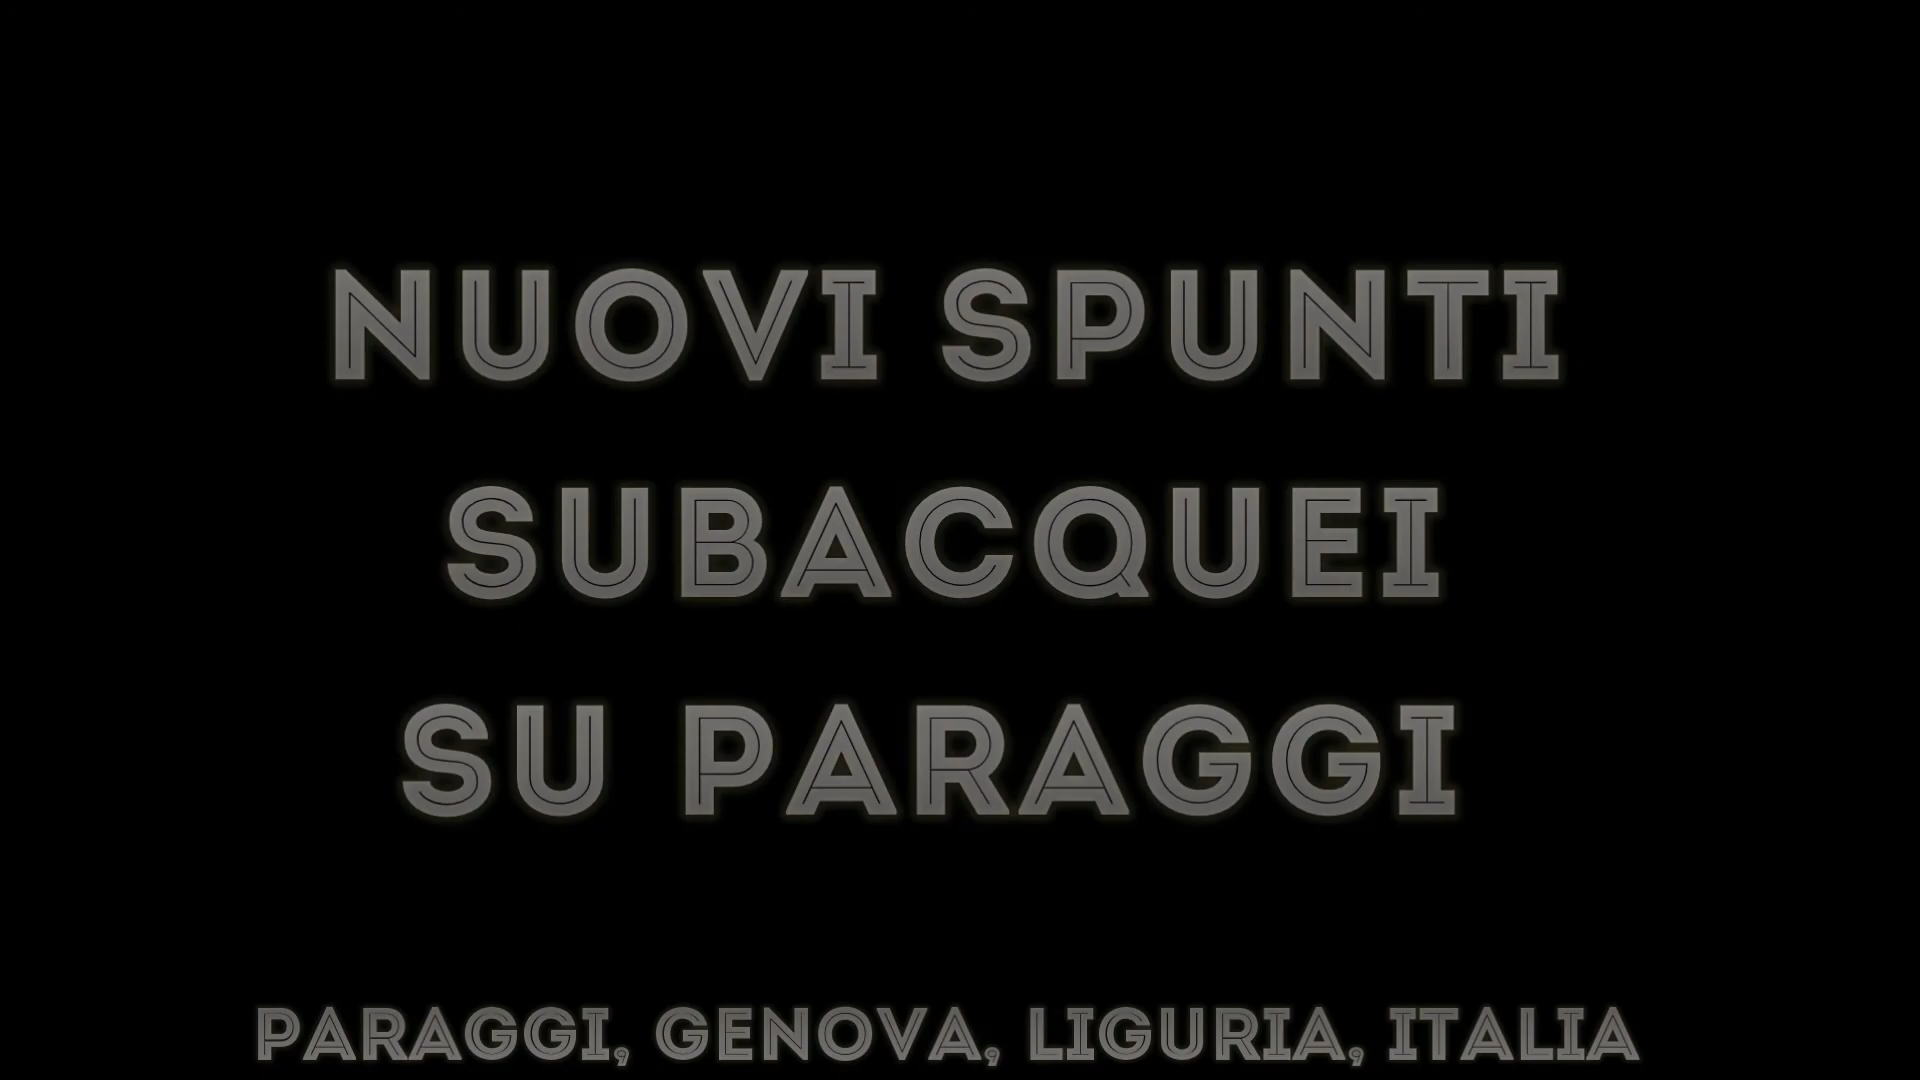 NUOVI SPUNTI
SUBACQUEI
SU PARAGGI
PARAGGI, GENOVA, LIGURIA, ITALIA